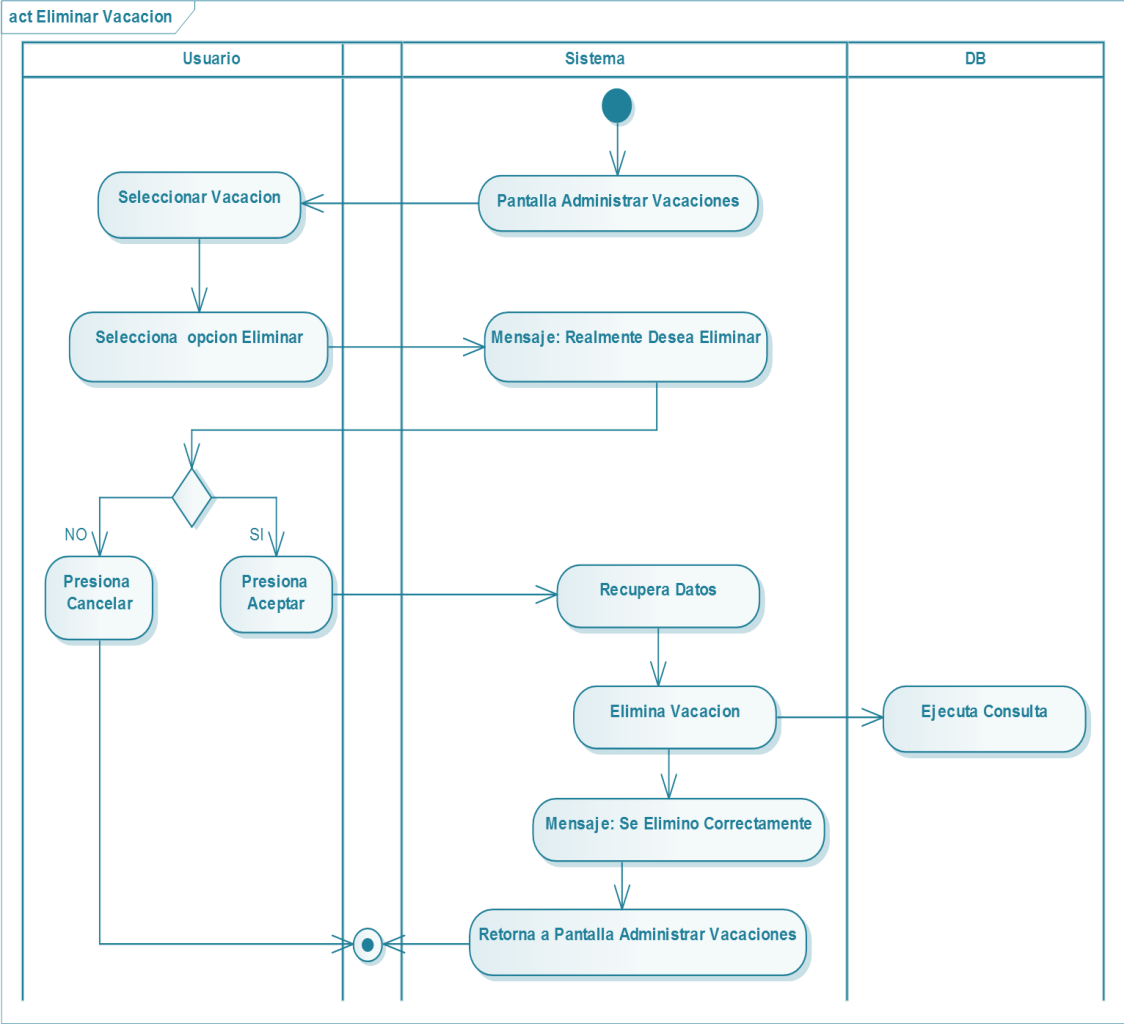 act Eliminar Vacacion
Usuario
Sistema
DB
Seleccionar Vacacion
Pantalla Administrar Vacaciones
Selecciona opcion Eliminar
Mensaje: Realmente Desea Eliminar
NO
SI
Presiona
Cancelar
Presiona
Aceptar
Recupera Datos
Elimina Vacacion
Ejecuta Consulta
Mensaje: Se Elimino Correctamente
Retorna a Pantalla Administrar Vacaciones